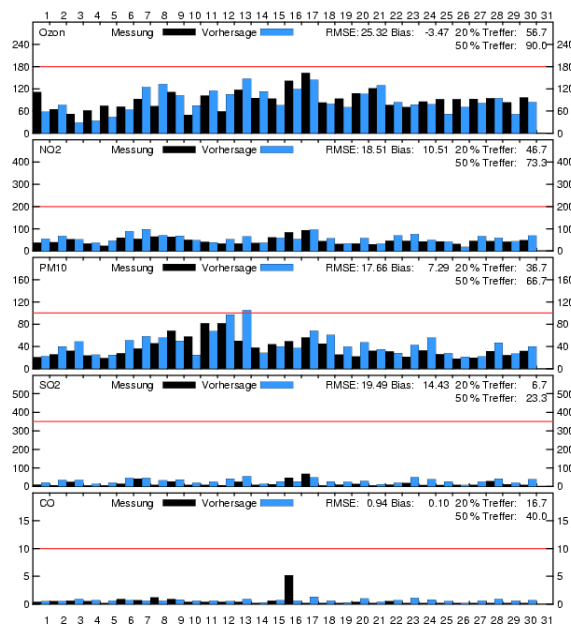 1 2 3 4 5 6 7 8 9 10 11 12 13 14 15 16 17 18 19 20 21 22 23 24 25 26 27 28 29 30 31
Ozon Messung Vorhersage RMSE: 25.32 Bias: -3.47 20 % Treffer: 56.7
50 % Treffer: 90.0
240 240
180 180
120 120
60 60
0 0
NO2 Messung Vorhersage RMSE: 18.51 Bias: 10.51 20 % Treffer: 46.7
50 % Treffer: 73.3
400 400
300 300
200 200
100 100
0 0
PM10 Messung Vorhersage RMSE: 17.66 Bias: 7.29 20 % Treffer: 36.7
50 % Treffer: 66.7
160 160
120 120
80 80
40 40
0 0
SO2 Messung Vorhersage RMSE: 19.49 Bias: 14.43 20 % Treffer: 6.7
50 % Treffer: 23.3
500 500
400 400
300 300
200 200
100 100
0 0
CO Messung Vorhersage RMSE: 0.94 Bias: 0.10 20 % Treffer: 16.7
50 % Treffer: 40.0
15 15
10 10
5 5
0 0
1 2 3 4 5 6 7 8 9 10 11 12 13 14 15 16 17 18 19 20 21 22 23 24 25 26 27 28 29 30 31